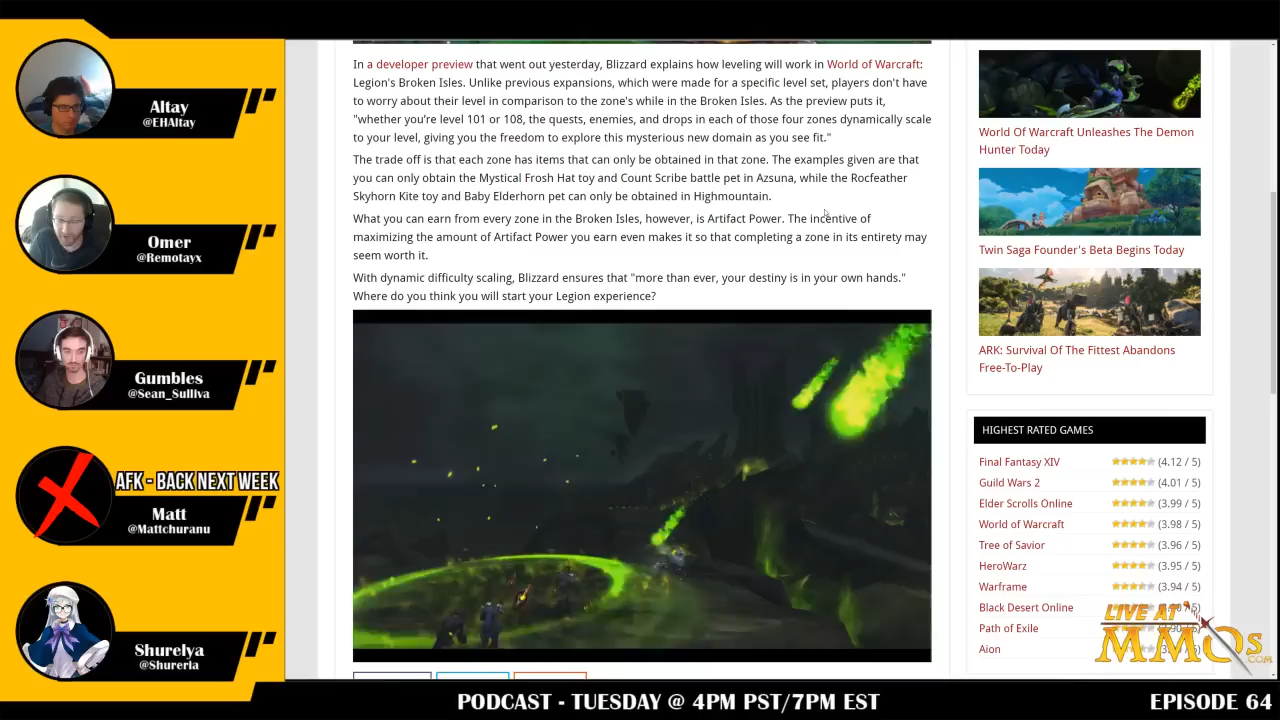 Altay
@EHAltay
Omer
@Remotayx
Gumbles
@Sean_Sulliva
AFK - BACK NEXT WEEK
Matt
@Mattchuranu
Shurelya
@Shureria
In a developer preview that went out yesterday, Blizzard explains how leveling will work in World of Warcraft:
Legion's Broken Isles. Unlike previous expansions, which were made for a specific level set, players don't have
to worry about their level in comparison to the zone's while in the Broken Isles. As the preview puts it,
"whether you're level 101 or 108, the quests, enemies, and drops in each of those four zones dynamically scale
to your level, giving you the freedom to explore this mysterious new domain as you see fit."
The trade off is that each zone has items that can only be obtained in that zone. The examples given are that
you can only obtain the Mystical Frosh Hat toy and Count Scribe battle pet in Azsuna, while the Rocfeather
Skyhorn Kite toy and Baby Elderhorn pet can only be obtained in Highmountain.
What you can earn from every zone in the Broken Isles, however, is Artifact Power. The incentive of
maximizing the amount of Artifact Power you earn even makes it so that completing a zone in its entirety may
seem worth it.
With dynamic difficulty scaling, Blizzard ensures that "more than ever, your destiny is in your own hands."
Where do you think you will start your Legion experience?
World Of Warcraft Unleashes The Demon
Hunter Today
Twin Saga Founder's Beta Begins Today
ARK: Survival Of The Fittest Abandons
Free-To-Play
HIGHEST RATED GAMES
Final Fantasy XIV (4.12 / 5)
Guild Wars 2 (4.01 / 5)
Elder Scrolls Online (3.99 / 5)
World of Warcraft (3.98 / 5)
Tree of Savior (3.96 / 5)
HeroWarz (3.95 / 5)
Warframe (3.94 / 5)
Black Desert Online
Path of Exile
Aion
LIVE AT
MMOs
.COM
PODCAST - TUESDAY @ 4PM PST/7PM EST
EPISODE 64